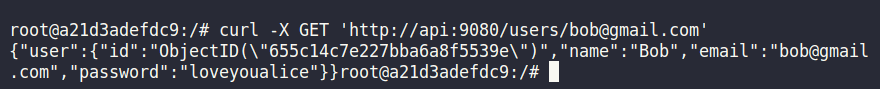 root@a21d3adefdc9:/# curl -X GET 'http://api:9080/users/bob@gmail.com'
{"user":{"id":"ObjectID(\"655c14c7e227bba6a8f5539e\")","name":"Bob","email":"bob@gmail
.com","password":"loveyoualice"}}root@a21d3adefdc9:/#